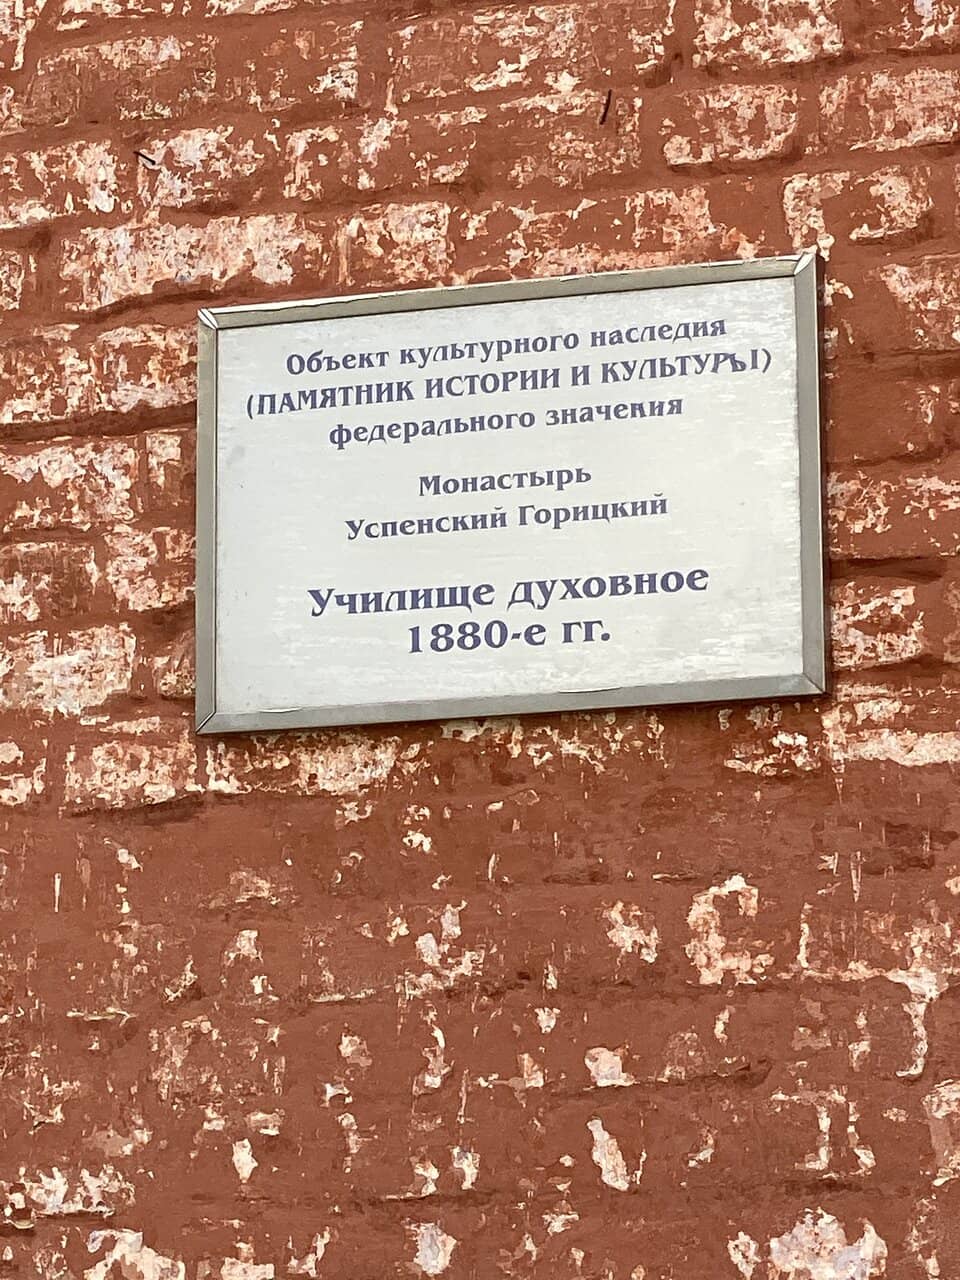 Объект культурного наследия
(ПАМЯТНИК ИСТОРИИ И КУЛЬТУРЫ)
федерального значения
Монастырь
Успенский Горицкий
Училище духовное
1880-е гг.